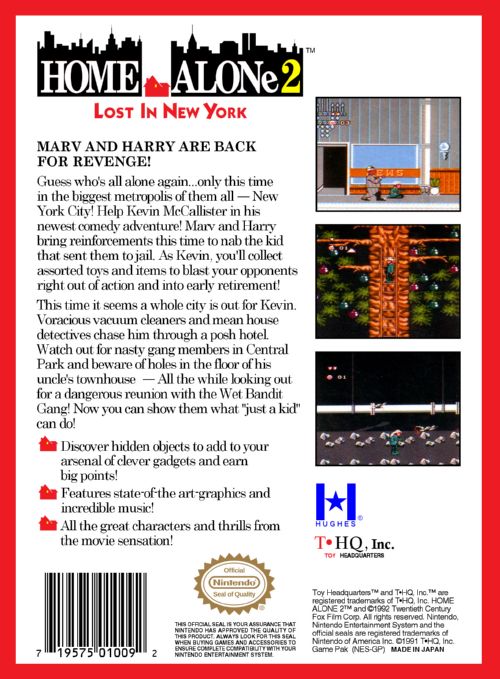 HOME ALONe 2 TM
LOST IN NEW YORK
MARV AND HARRY ARE BACK
FOR REVENGE!
Guess who's all alone again...only this time
in the biggest metropolis of them all — New
York City! Help Kevin McCallister in his
newest comedy adventure! Marv and Harry
bring reinforcements this time to nab the kid
that sent them to jail. As Kevin, you'll collect
assorted toys and items to blast your opponents
right out of action and into early retirement!
This time it seems a whole city is out for Kevin.
Voracious vacuum cleaners and mean house
detectives chase him through a posh hotel.
Watch out for nasty gang members in Central
Park and beware of holes in the floor of his
uncle's townhouse — All the while looking out
for a dangerous reunion with the Wet Bandit
Gang! Now you can show them what "just a kid"
can do!
Discover hidden objects to add to your
arsenal of clever gadgets and earn
big points!
Features state-of-the art-graphics and
incredible music!
All the great characters and thrills from
the movie sensation!
H
HUGHES ®
T•HQ, Inc.
TOY HEADQUARTERS
Official
Nintendo
Seal of Quality
7 19575 01009 2
THIS OFFICIAL SEAL IS YOUR ASSURANCE THAT
NINTENDO HAS APPROVED THE QUALITY OF
THIS PRODUCT. ALWAYS LOOK FOR THIS SEAL
WHEN BUYING GAMES AND ACCESSORIES TO
ENSURE COMPLETE COMPATIBILITY WITH YOUR
NINTENDO ENTERTAINMENT SYSTEM.
Toy Headquarters™ and T•HQ, Inc.™ are
registered trademarks of T•HQ, Inc. HOME
ALONE 2™ and ©1992 Twentieth Century
Fox Film Corp. All rights reserved. Nintendo,
Nintendo Entertainment System and the
official seals are registered trademarks of
Nintendo of America Inc. ©1991 T•HQ, Inc.
Game Pak (NES-GP) MADE IN JAPAN